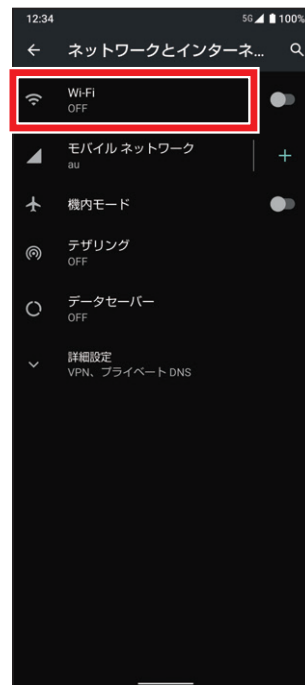 12:34 5G 100%
ネットワークとインターネ...
Wi-Fi
OFF
モバイル ネットワーク
au
機内モード
テザリング
OFF
データセーバー
OFF
詳細設定
VPN、プライベート DNS